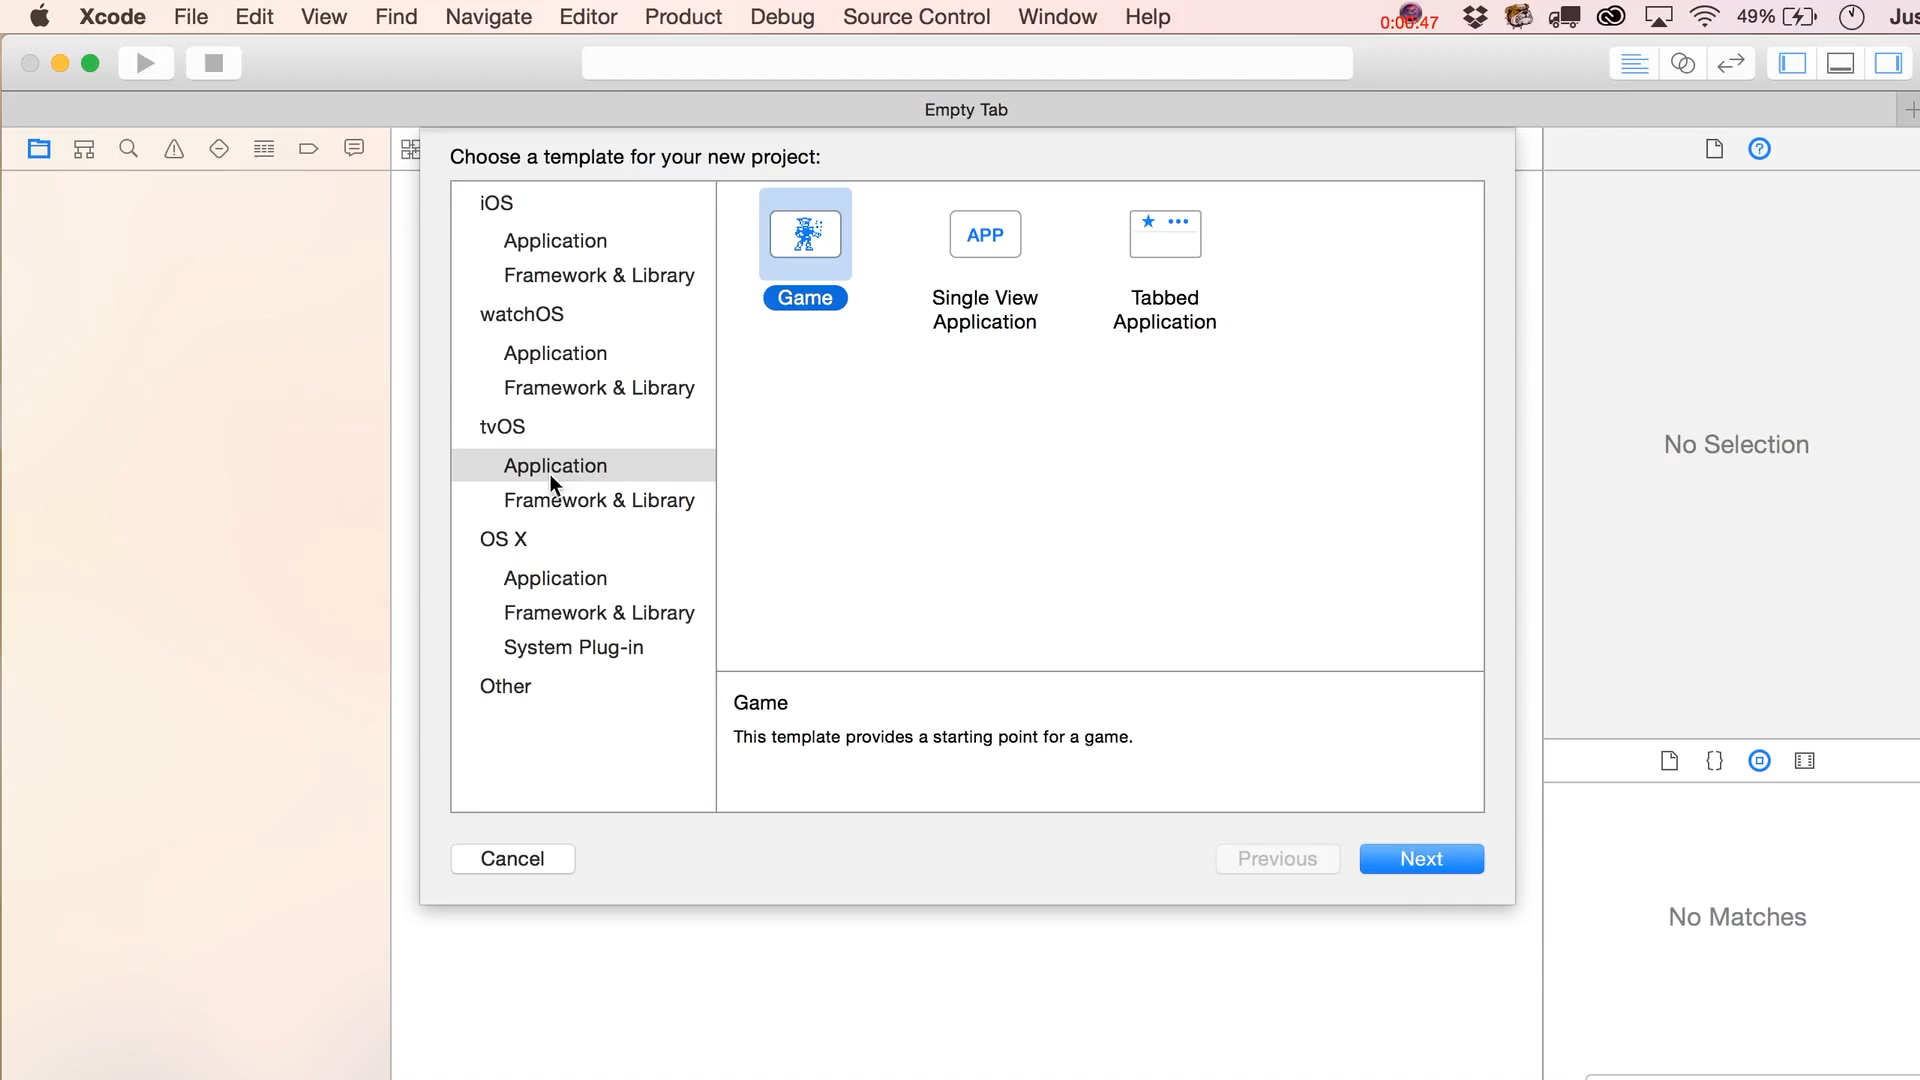 Xcode File Edit View Find Navigate Editor Product Debug Source Control Window Help 0:00:47 49% Jus
Empty Tab
Choose a template for your new project:
iOS
Application
Framework & Library
watchOS
Application
Framework & Library
tvOS
Application
Framework & Library
OS X
Application
Framework & Library
System Plug-in
Other
APP
Game
Single View
Application
Tabbed
Application
Game
This template provides a starting point for a game.
Cancel
Previous
Next
No Selection
No Matches